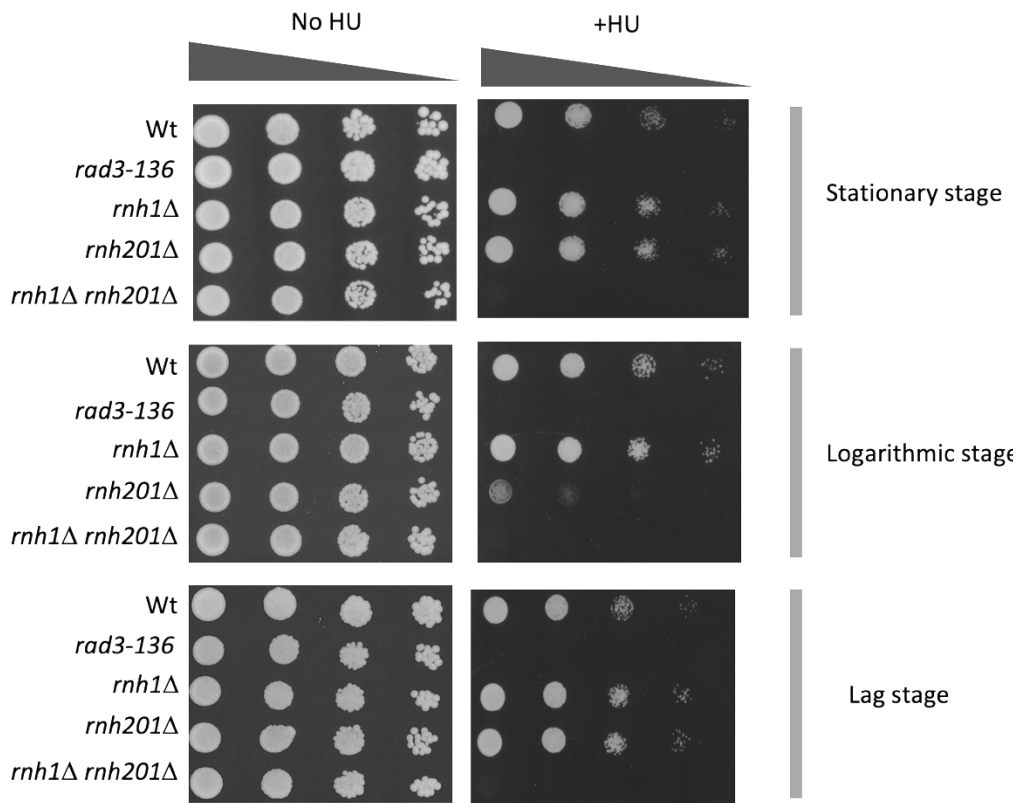 No HU
+HU
Wt
rad3-136
rnh1Δ
rnh201Δ
rnh1Δ rnh201Δ
Stationary stage
Wt
rad3-136
rnh1Δ
rnh201Δ
rnh1Δ rnh201Δ
Logarithmic stage
Wt
rad3-136
rnh1Δ
rnh201Δ
rnh1Δ rnh201Δ
Lag stage